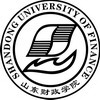 SHANDONG UNIVERSITY OF FINANCE
山东财政学院